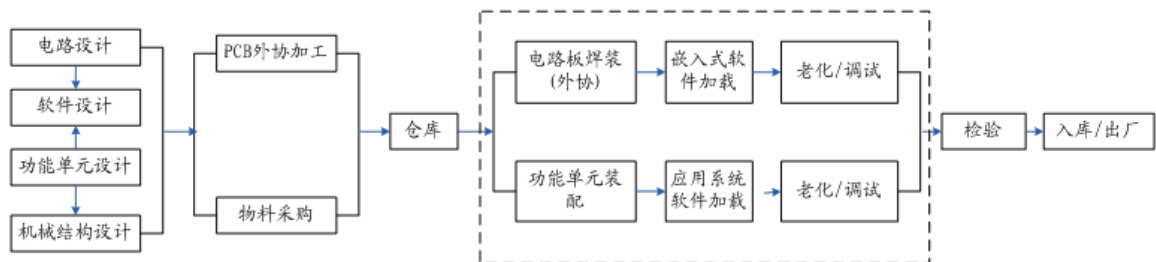 电路设计
软件设计
功能单元设计
机械结构设计
PCB外协加工
物料采购
仓库
电路板焊装
(外协)
嵌入式软
件加载
老化/调试
功能单元装
配
应用系统
软件加载
老化/调试
检验
入库/出厂